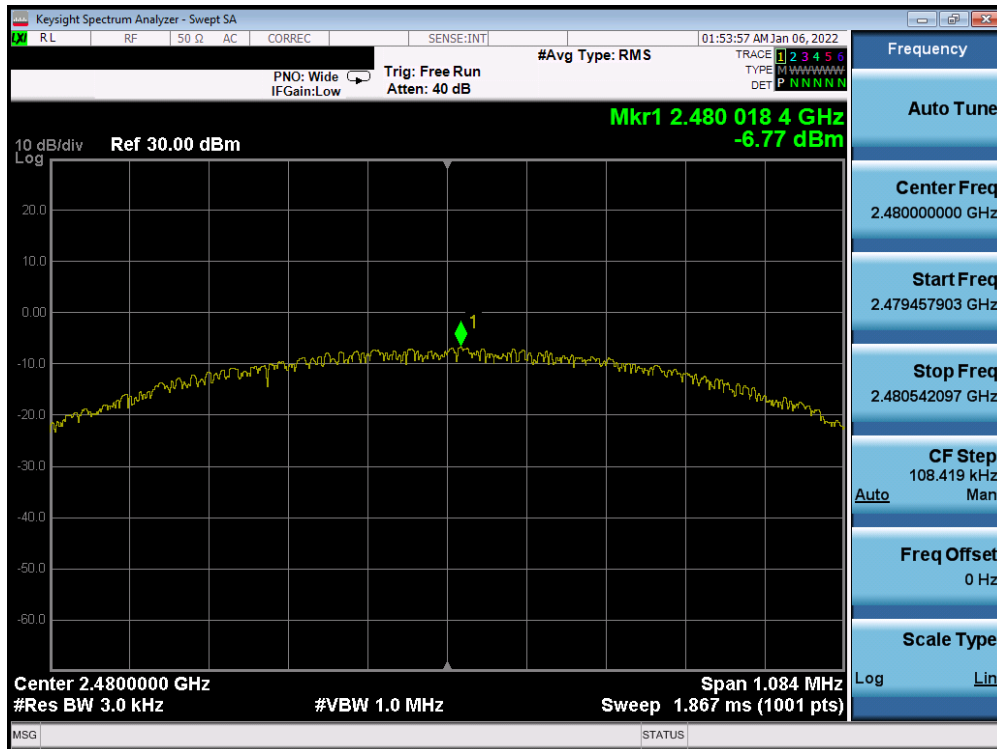 Keysight Spectrum Analyzer - Swept SA
LXI RL RF 50 Ω AC CORREC SENSE:INT 01:53:57 AM Jan 06, 2022
#Avg Type: RMS
TRACE 1 2 3 4 5 6
TYPE M W W W W W
DET P N N N N N
PNO: Wide
IFGain:Low
Trig: Free Run
Atten: 40 dB
Mkr1 2.480 018 4 GHz
-6.77 dBm
10 dB/div Ref 30.00 dBm
Log
20.0
10.0
0.00
1
-10.0
-20.0
-30.0
-40.0
-50.0
-60.0
Center 2.4800000 GHz Span 1.084 MHz
#Res BW 3.0 kHz #VBW 1.0 MHz Sweep 1.867 ms (1001 pts)
MSG STATUS
Frequency
Auto Tune
Center Freq
2.480000000 GHz
Start Freq
2.479457903 GHz
Stop Freq
2.480542097 GHz
CF Step
108.419 kHz
Auto Man
Freq Offset
0 Hz
Scale Type
Log Lin